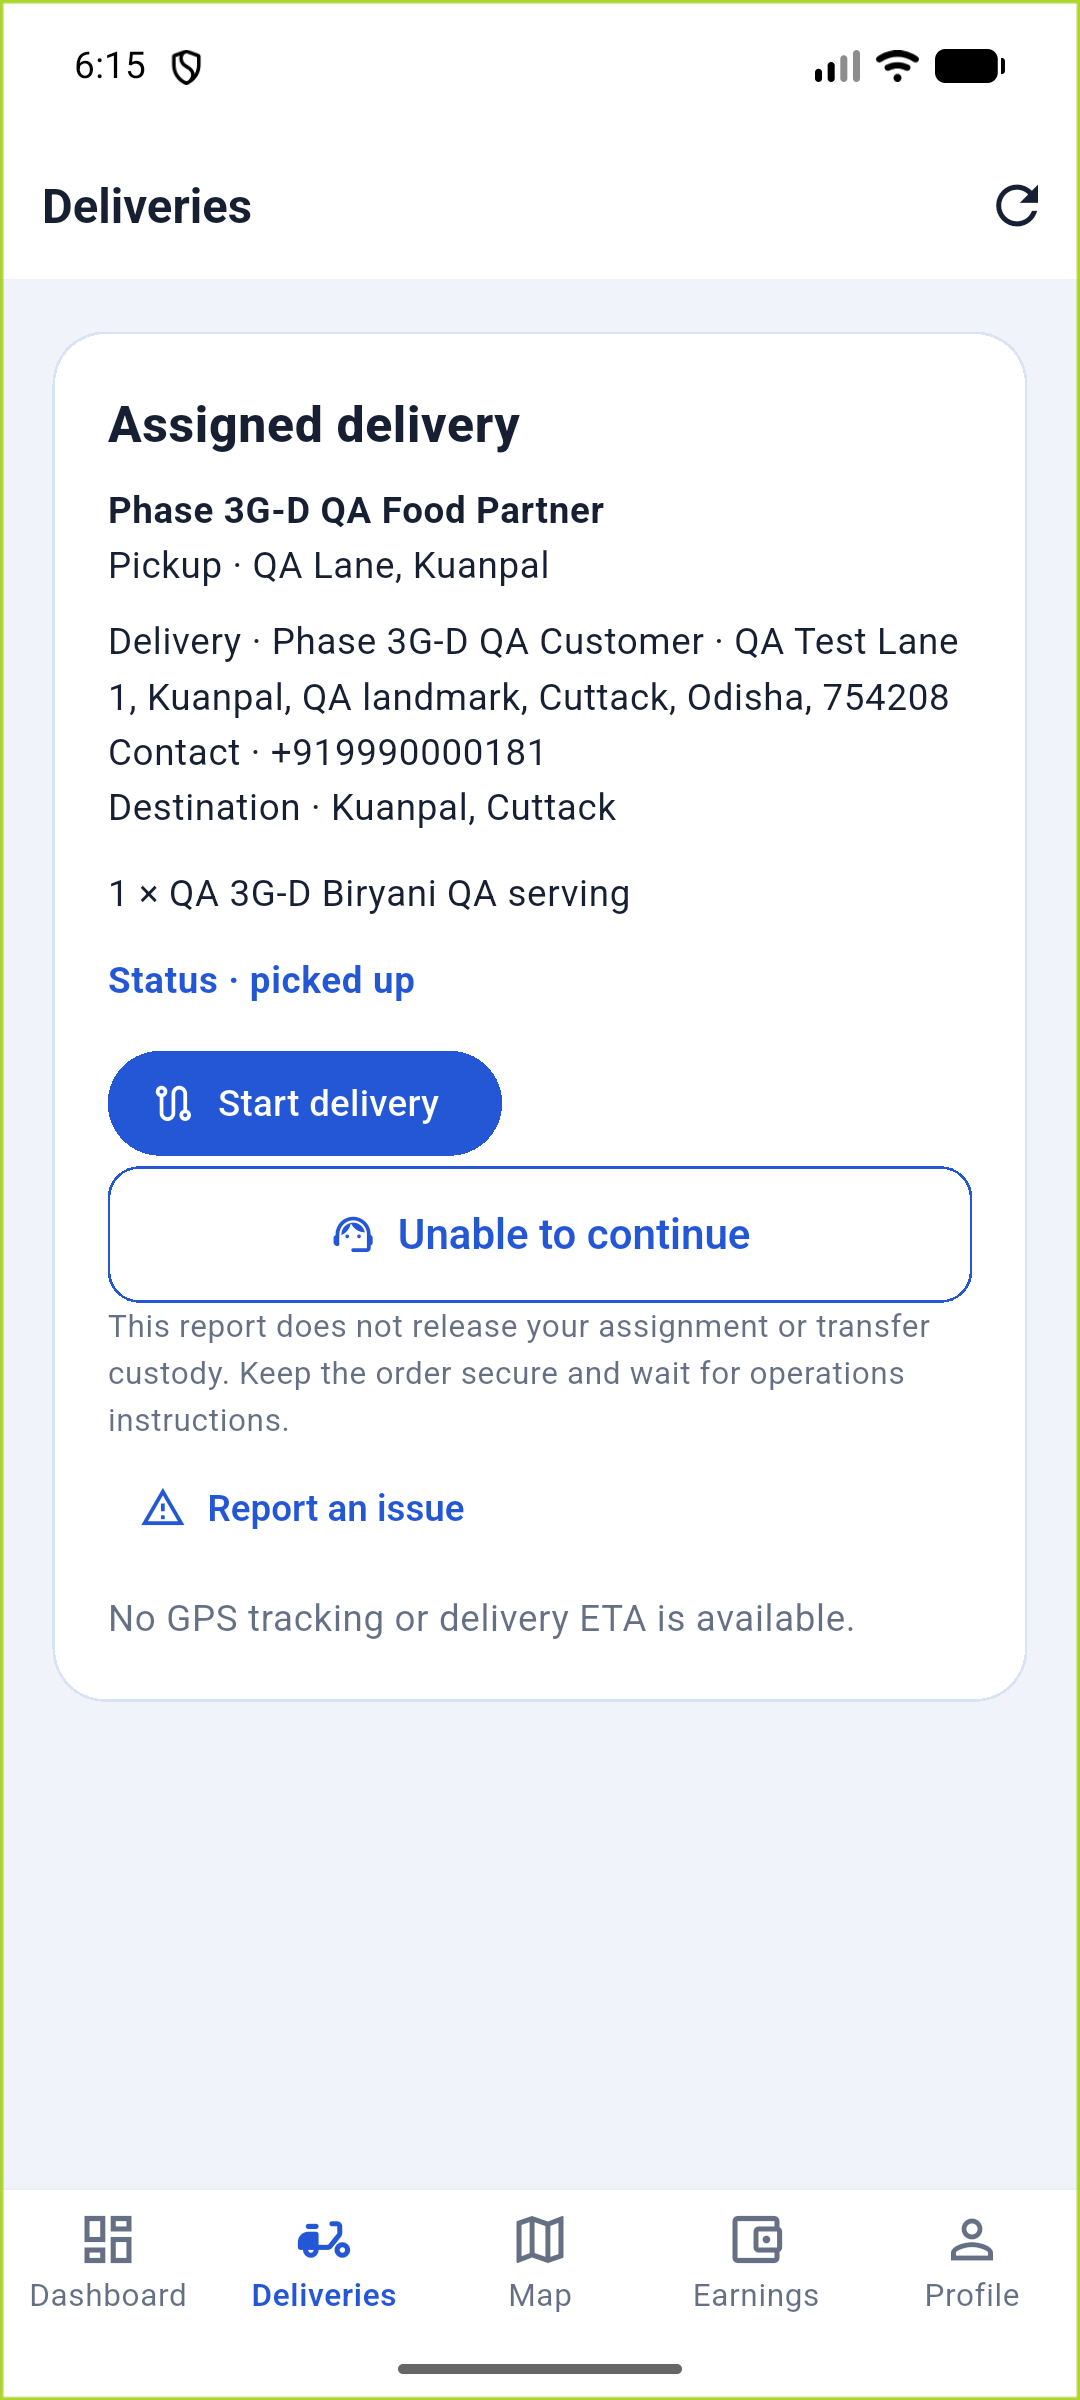 6:15
Deliveries
Assigned delivery
Phase 3G-D QA Food Partner
Pickup · QA Lane, Kuanpal
Delivery · Phase 3G-D QA Customer · QA Test Lane
1, Kuanpal, QA landmark, Cuttack, Odisha, 754208
Contact · +919990000181
Destination · Kuanpal, Cuttack
1 × QA 3G-D Biryani QA serving
Status · picked up
Start delivery
Unable to continue
This report does not release your assignment or transfer
custody. Keep the order secure and wait for operations
instructions.
Report an issue
No GPS tracking or delivery ETA is available.
Dashboard
Deliveries
Map
Earnings
Profile